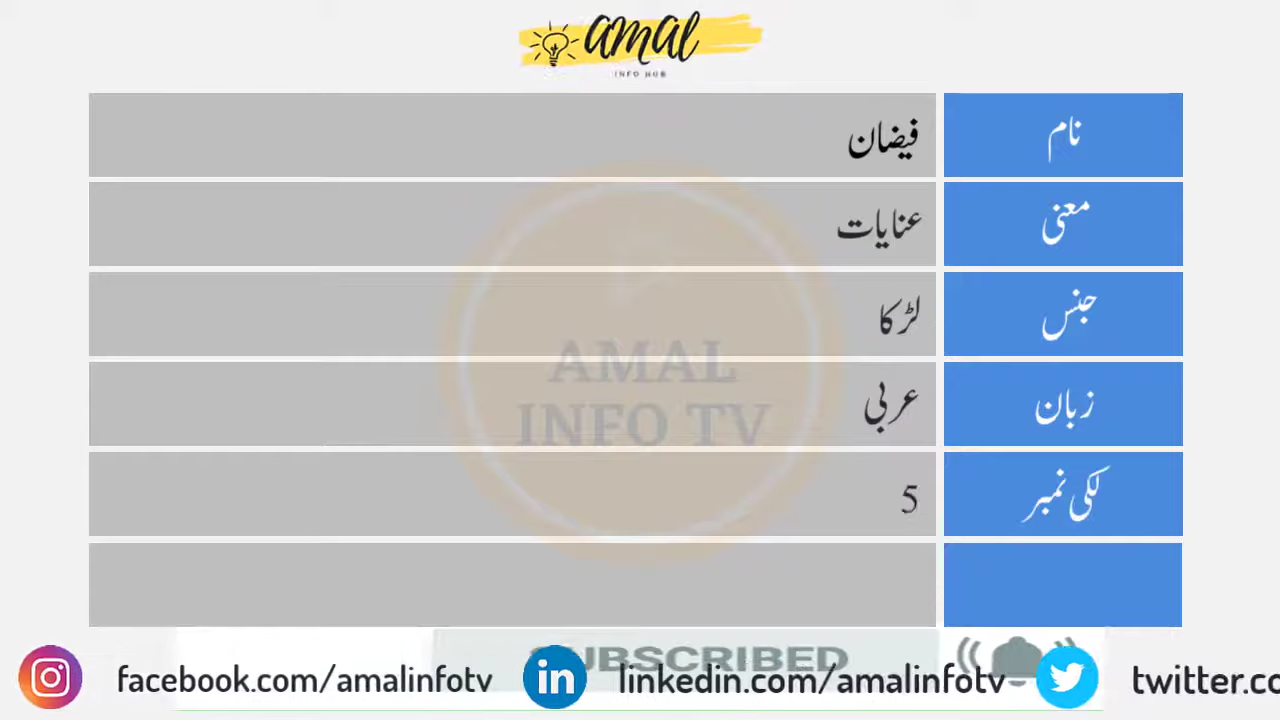 amal
INFO HUB
نام فیضان
معنی عنایات
جنس لڑکا
زبان عربی
لکی نمبر 5
AMAL
INFO TV
SUBSCRIBED
facebook.com/amalinfotv linkedin.com/amalinfotv twitter.co